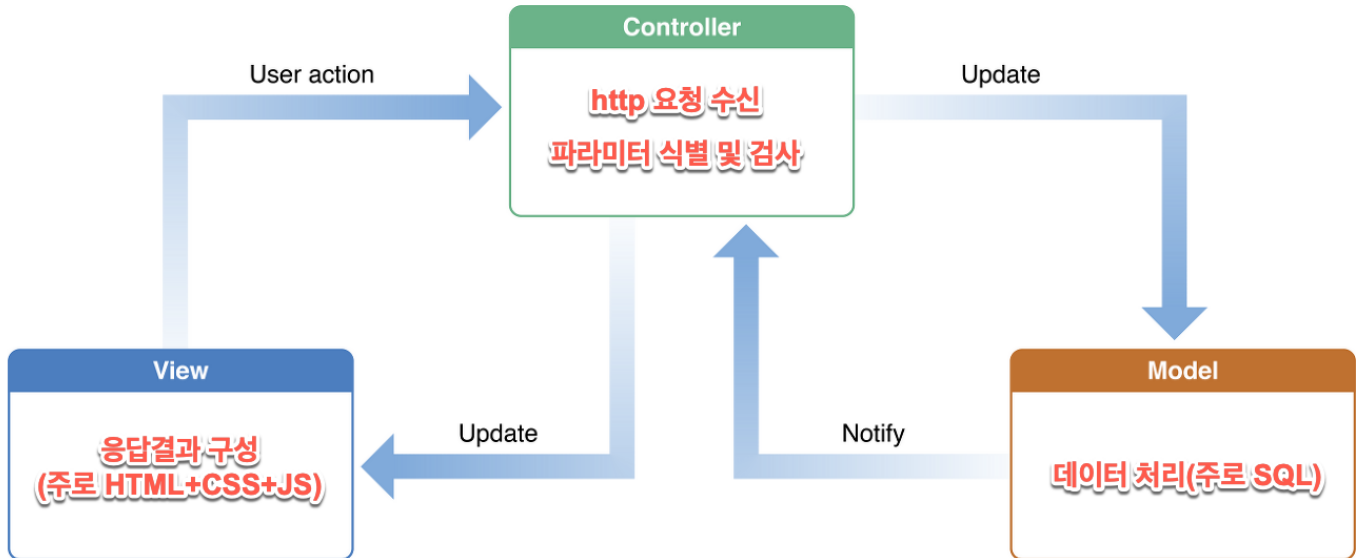 Controller
User action
http 요청 수신
Update
파라미터 식별 및 검사
View
Model
응답결과 구성
(주로 HTML+CSS+JS)
Update
Notify
데이터 처리(주로 SQL)